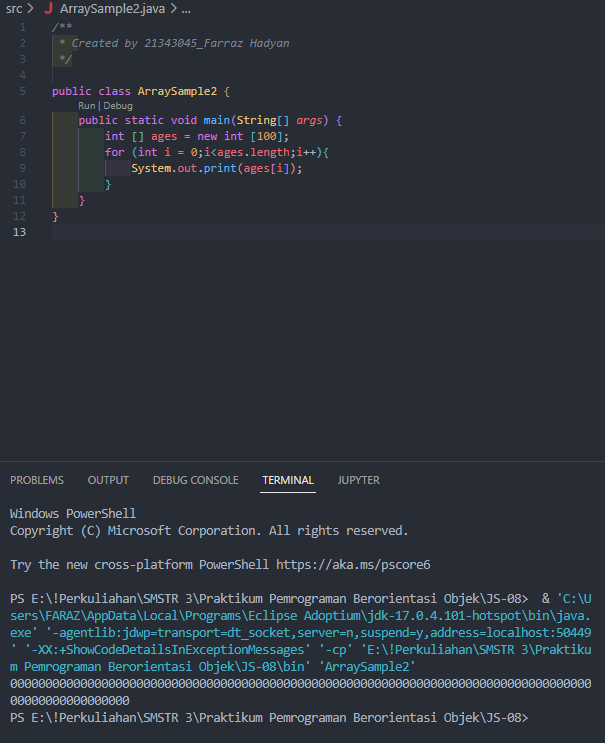 src > J ArraySample2.java > ...
1 /**
2 * Created by 21343045_Farraz Hadyan
3 */
4
5 public class ArraySample2 {
Run | Debug
6 public static void main(String[] args) {
7 int [] ages = new int [100];
8 for (int i = 0;i<ages.length;i++){
9 System.out.print(ages[i]);
10 }
11 }
12 }
13
PROBLEMS OUTPUT DEBUG CONSOLE TERMINAL JUPYTER
Windows PowerShell
Copyright (C) Microsoft Corporation. All rights reserved.
Try the new cross-platform PowerShell https://aka.ms/pscore6
PS E:\!Perkuliahan\SMSTR 3\Praktikum Pemrograman Berorientasi Objek\JS-08> & 'C:\U
sers\FARAZ\AppData\Local\Programs\Eclipse Adoptium\jdk-17.0.4.101-hotspot\bin\java.
exe' '-agentlib:jdwp=transport=dt_socket,server=n,suspend=y,address=localhost:50449
' '-XX:+ShowCodeDetailsInExceptionMessages' '-cp' 'E:\!Perkuliahan\SMSTR 3\Praktiku
m Pemrograman Berorientasi Objek\JS-08\bin' 'ArraySample2'
00000000000000000000000000000000000000000000000000000000000000000000000000000000000
00000000000000000
PS E:\!Perkuliahan\SMSTR 3\Praktikum Pemrograman Berorientasi Objek\JS-08>